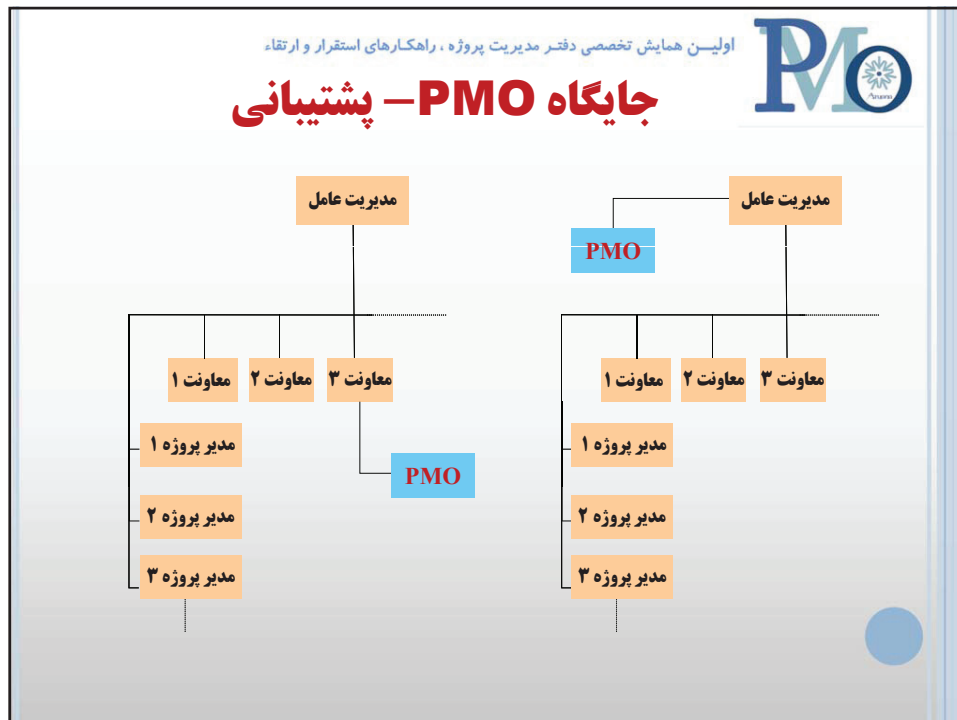 اولیـــن همایش تخصصی دفتـر مدیریت پروژه ، راهکـارهای استقرار و ارتقاء
PMO
جایگاه PMO – پشتیبانی
مدیریت عامل
PMO
معاونت ۳
معاونت ۲
معاونت ۱
مدیر پروژه ۱
مدیر پروژه ۲
مدیر پروژه ۳
مدیریت عامل
معاونت ۳
معاونت ۲
معاونت ۱
PMO
مدیر پروژه ۱
مدیر پروژه ۲
مدیر پروژه ۳